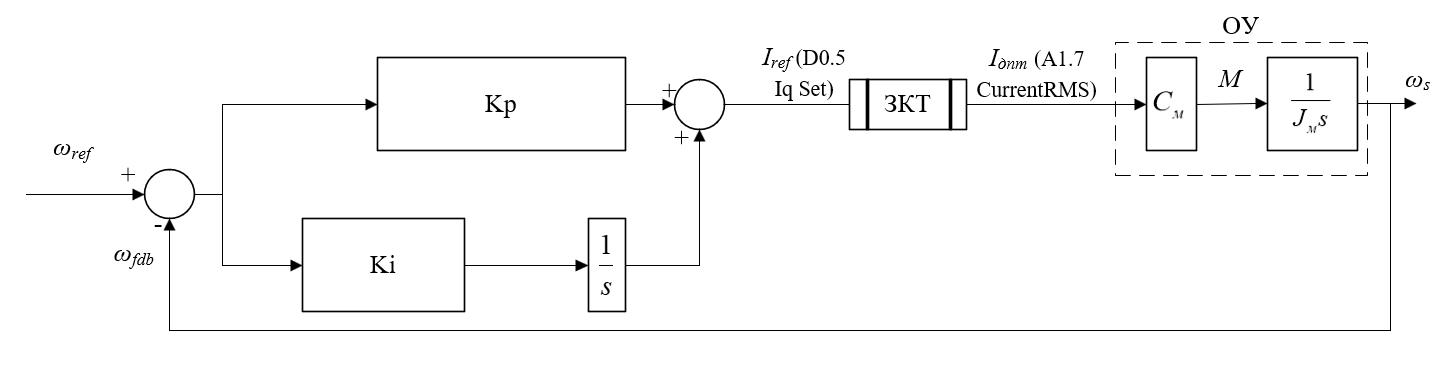 ОУ
I_ref (D0.5
Iq Set)
I_дпт (A1.7
CurrentRMS)
ω_ref
+
-
ω_fdb
Kp
Ki
1
s
+
+
ЗКТ
C_м
M
1
J_м s
ω_s